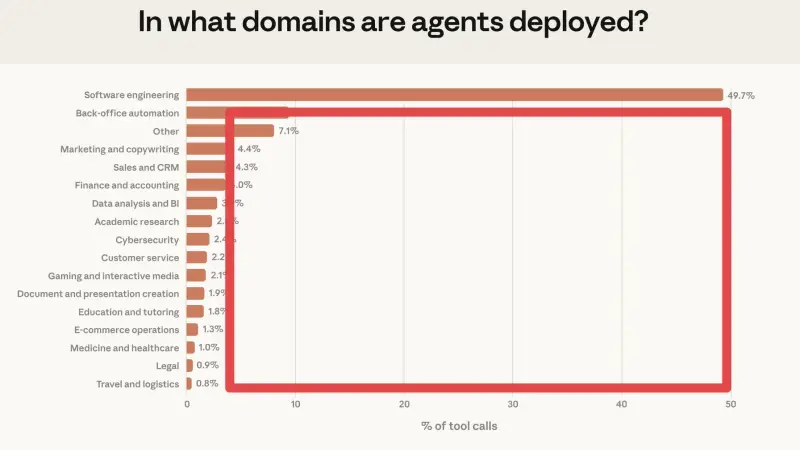 In what domains are agents deployed?
Software engineering 49.7%
Back-office automation
Other 7.1%
Marketing and copywriting 4.4%
Sales and CRM 4.3%
Finance and accounting
Data analysis and BI
Academic research
Cybersecurity
Customer service 2.2
Gaming and interactive media 2.1%
Document and presentation creation 1.9%
Education and tutoring 1.8%
E-commerce operations 1.3%
Medicine and healthcare 1.0%
Legal 0.9%
Travel and logistics 0.8%
0 10 20 30 40 50
% of tool calls